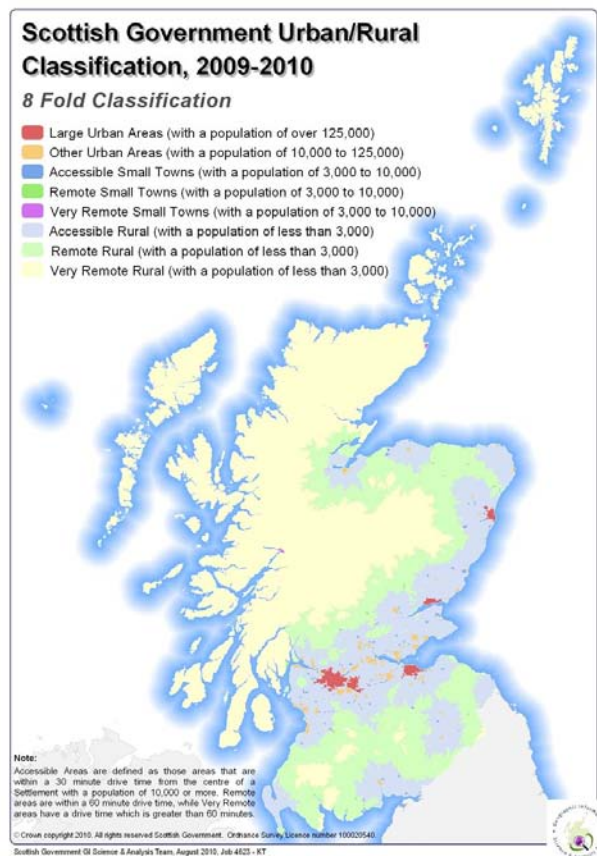 Scottish Government Urban/Rural
Classification, 2009-2010
8 Fold Classification
Large Urban Areas (with a population of over 125,000)
Other Urban Areas (with a population of 10,000 to 125,000)
Accessible Small Towns (with a population of 3,000 to 10,000)
Remote Small Towns (with a population of 3,000 to 10,000)
Very Remote Small Towns (with a population of 3,000 to 10,000)
Accessible Rural (with a population of less than 3,000)
Remote Rural (with a population of less than 3,000)
Very Remote Rural (with a population of less than 3,000)
Note:
Accessible Areas are defined as those areas that are
within a 30 minute drive time from the centre of a
Settlement with a population of 10,000 or more. Remote
areas are within a 60 minute drive time, while Very Remote
areas have a drive time which is greater than 60 minutes.
© Crown copyright 2010. All rights reserved Scottish Government. Ordnance Survey Licence number 100020540.
Scottish Government GI Science & Analysis Team, August 2010, Job 4623 - KT